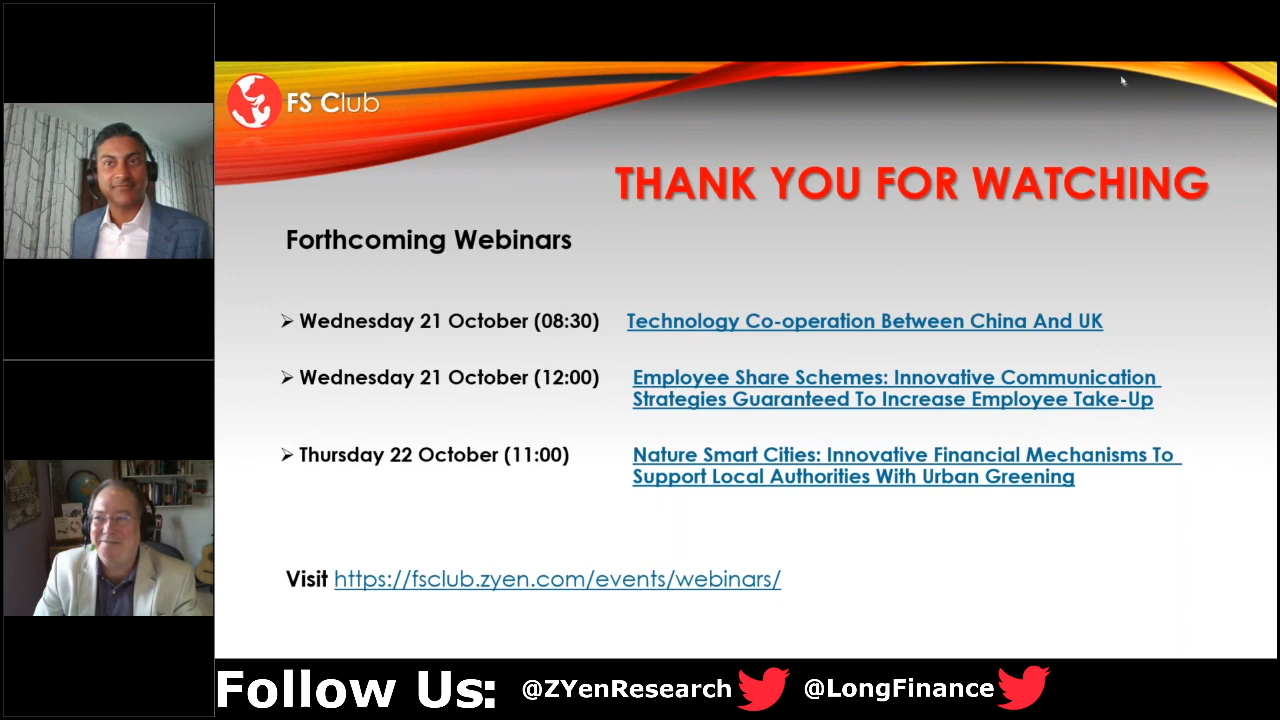 FS Club
THANK YOU FOR WATCHING
Forthcoming Webinars
➢ Wednesday 21 October (08:30) Technology Co-operation Between China And UK
➢ Wednesday 21 October (12:00) Employee Share Schemes: Innovative Communication
Strategies Guaranteed To Increase Employee Take-Up
➢ Thursday 22 October (11:00) Nature Smart Cities: Innovative Financial Mechanisms To
Support Local Authorities With Urban Greening
Visit https://fsclub.zyen.com/events/webinars/
Follow Us: @ZYenResearch @LongFinance